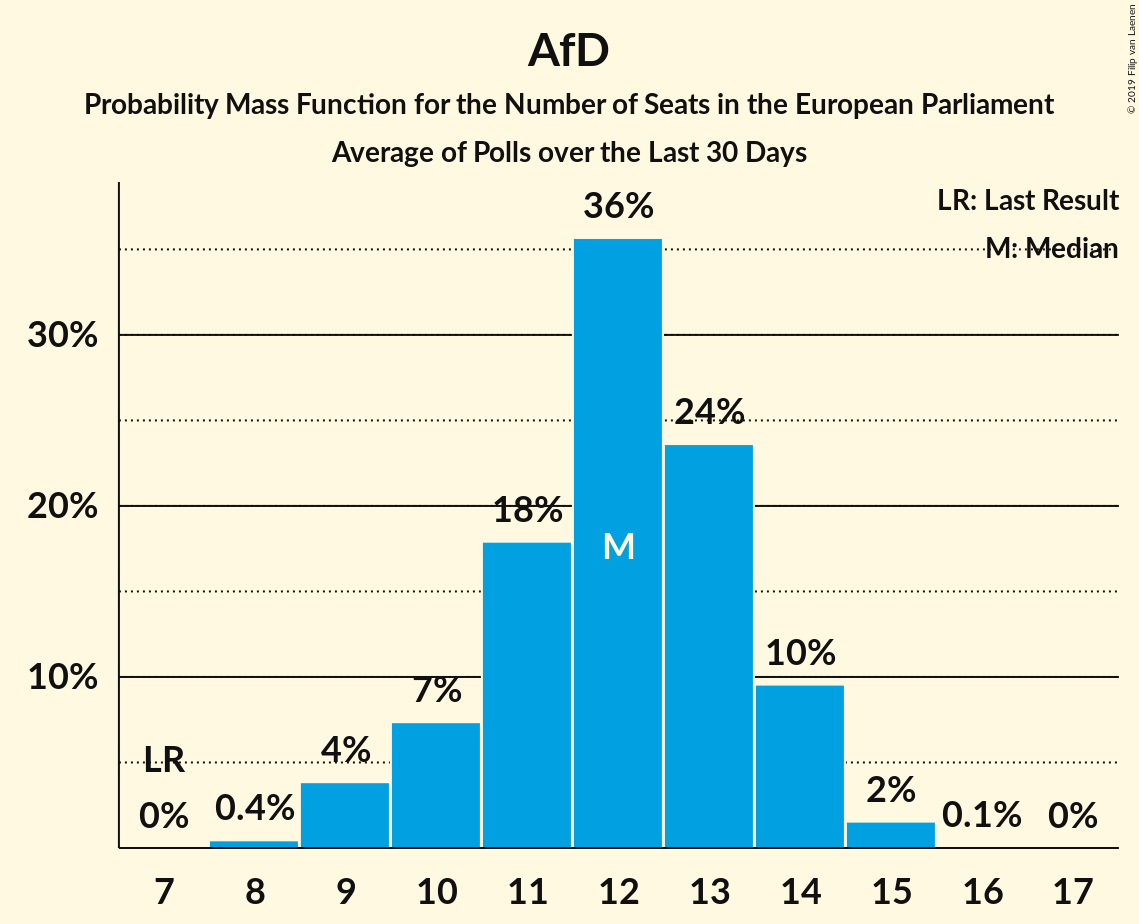 AfD
Probability Mass Function for the Number of Seats in the European Parliament
Average of Polls over the Last 30 Days
© 2019 Filip van Laenen
LR: Last Result
M: Median
36%
30%
24%
20%
18%
M
10%
10%
7%
4%
LR
2%
0%
0.4%
0.1%
0%
7 8 9 10 11 12 13 14 15 16 17